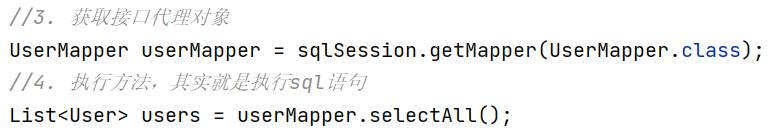 //3. 获取接口代理对象
UserMapper userMapper = sqlSession.getMapper(UserMapper.class);
//4. 执行方法，其实就是执行sql语句
List<User> users = userMapper.selectAll();